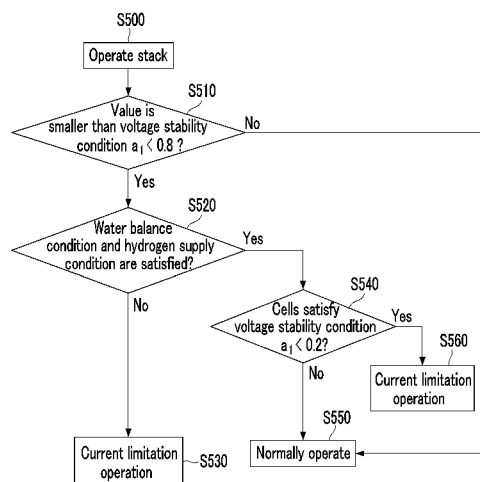 S500
Operate stack
S510
Value is
smaller than voltage stability
condition a₁ < 0.8 ?
No
Yes
S520
Water balance
condition and hydrogen supply
condition are satisfied?
Yes
No
S540
Cells satisfy
voltage stability condition
a₁ < 0.2?
Yes
No
S560
Current limitation
operation
S550
Normally operate
Current limitation
operation
S530